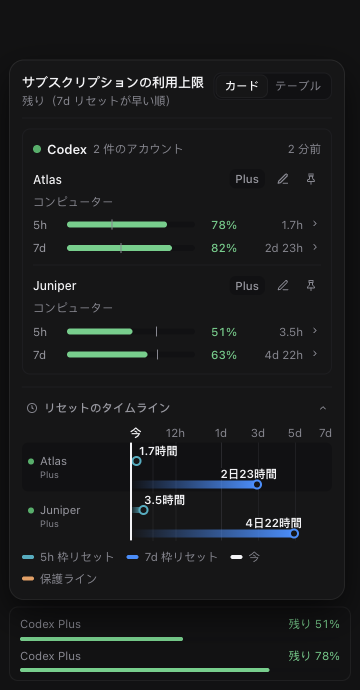 サブスクリプションの利用上限
残り（7d リセットが早い順）
カード テーブル
Codex 2 件のアカウント 2 分前
Atlas Plus
コンピューター
5h 78% 1.7h
7d 82% 2d 23h
Juniper Plus
コンピューター
5h 51% 3.5h
7d 63% 4d 22h
リセットのタイムライン
今 12h 1d 3d 5d 7d
1.7時間
Atlas
Plus
2日23時間
3.5時間
Juniper
Plus
4日22時間
5h 枠リセット 7d 枠リセット 今
保護ライン
Codex Plus 残り 51%
Codex Plus 残り 78%